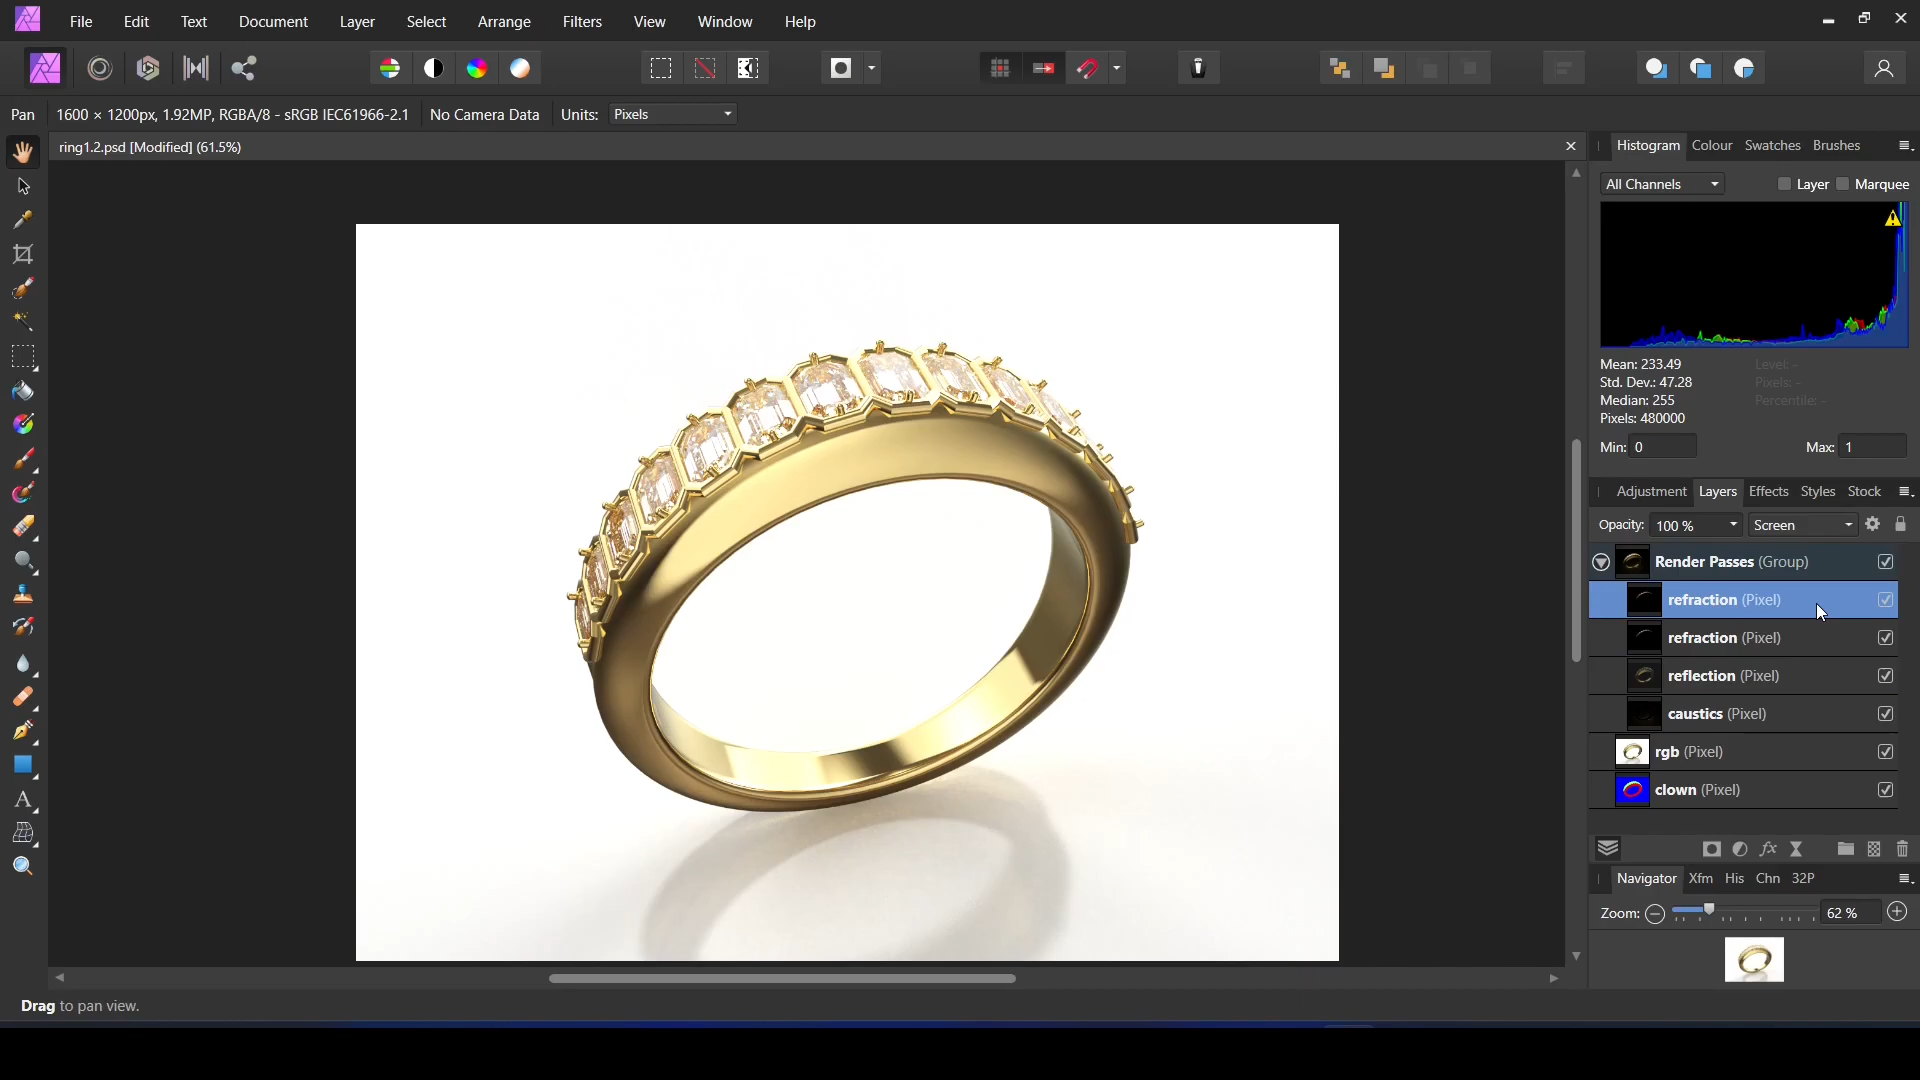 File Edit Text Document Layer Select Arrange Filters View Window Help
Pan 1600 × 1200px, 1.92MP, RGBA/8 - sRGB IEC61966-2.1 No Camera Data Units: Pixels
ring1.2.psd [Modified] (61.5%)
Histogram Colour Swatches Brushes
All Channels Layer Marquee
Mean: 233.49 Level: -
Std. Dev.: 47.28 Pixels: -
Median: 255 Percentile: -
Pixels: 480000
Min: 0 Max: 1
Adjustment Layers Effects Styles Stock
Opacity: 100 % Screen
Render Passes (Group)
refraction (Pixel)
refraction (Pixel)
reflection (Pixel)
caustics (Pixel)
rgb (Pixel)
clown (Pixel)
Navigator Xfm His Chn 32P
Zoom: 62 %
Drag to pan view.